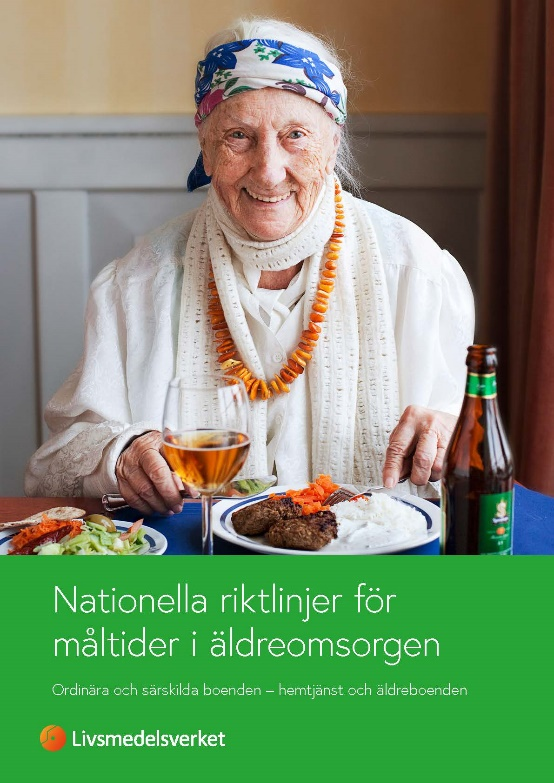 Nationella riktlinjer för
måltider i äldreomsorgen
Ordinära och särskilda boenden – hemtjänst och äldreboenden
Livsmedelsverket